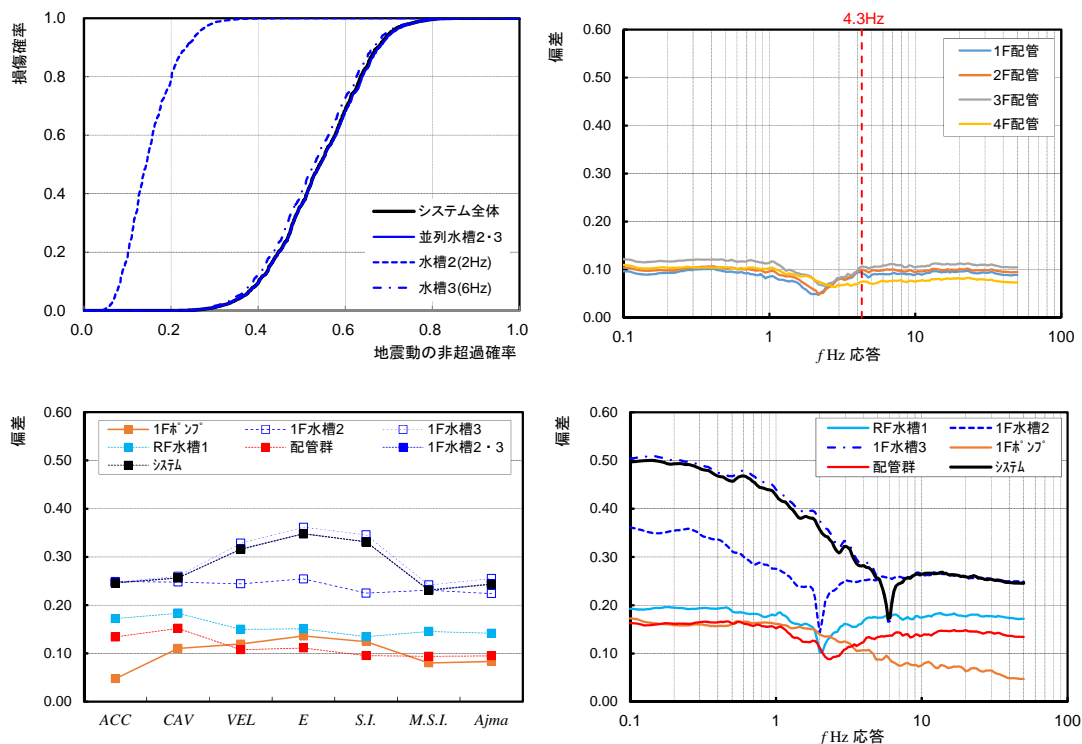 損傷確率
1.0
0.8
0.6
0.4
0.2
0.0
0.0 0.2 0.4 0.6 0.8 1.0
地震動の非超過確率
システム全体
並列水槽2・3
水槽2(2Hz)
水槽3(6Hz)
4.3Hz
偏差
0.60
0.50
0.40
0.30
0.20
0.10
0.00
0.1 1 10 100
f Hz 応答
1F配管
2F配管
3F配管
4F配管
偏差
0.60
0.50
0.40
0.30
0.20
0.10
0.00
ACC CAV VEL E S.I. M.S.I. Ajma
1Fポンプ 1F水槽2 1F水槽3
RF水槽1 配管群 1F水槽2・3
システム
偏差
0.60
0.50
0.40
0.30
0.20
0.10
0.00
0.1 1 10 100
f Hz 応答
RF水槽1 1F水槽2
1F水槽3 1Fポンプ
配管群 システム